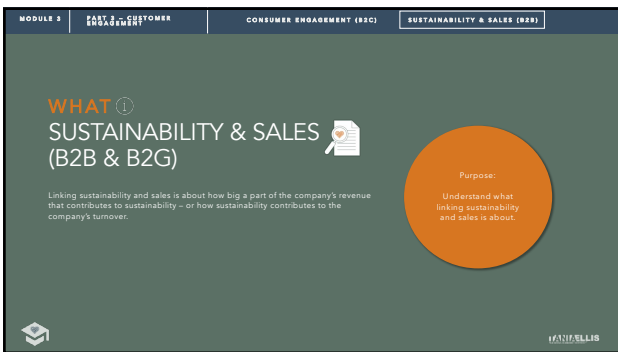 MODULE 3
PART 3 – CUSTOMER
ENGAGEMENT
CONSUMER ENGAGEMENT (B2C)
SUSTAINABILITY & SALES (B2B)
WHAT
SUSTAINABILITY & SALES
(B2B & B2G)
Linking sustainability and sales is about how big a part of the company's revenue
that contributes to sustainability – or how sustainability contributes to the
company's turnover.
Purpose:
Understand what
linking sustainability
and sales is about.
TANIAELLIS